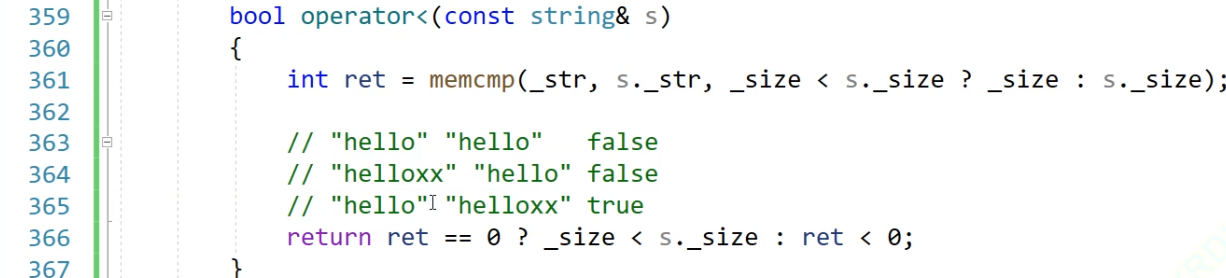 359 bool operator<(const string& s)
360 {
361 int ret = memcmp(_str, s._str, _size < s._size ? _size : s._size);
362
363 // "hello" "hello"   false
364 // "helloxx" "hello" false
365 // "hello" "helloxx" true
366 return ret == 0 ? _size < s._size : ret < 0;
367 }